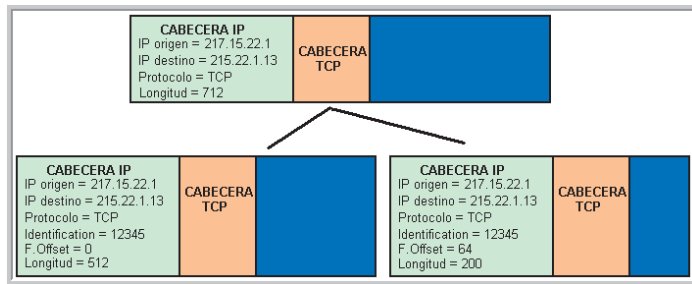 CABECERA IP
IP origen = 217.15.22.1
IP destino = 215.22.1.13
Protocolo = TCP
Longitud = 712
CABECERA
TCP
CABECERA IP
IP origen = 217.15.22.1
IP destino = 215.22.1.13
Protocolo = TCP
Identification = 12345
F.Offset = 0
Longitud = 512
CABECERA
TCP
CABECERA IP
IP origen = 217.15.22.1
IP destino = 215.22.1.13
Protocolo = TCP
Identification = 12345
F.Offset = 64
Longitud = 200
CABECERA
TCP